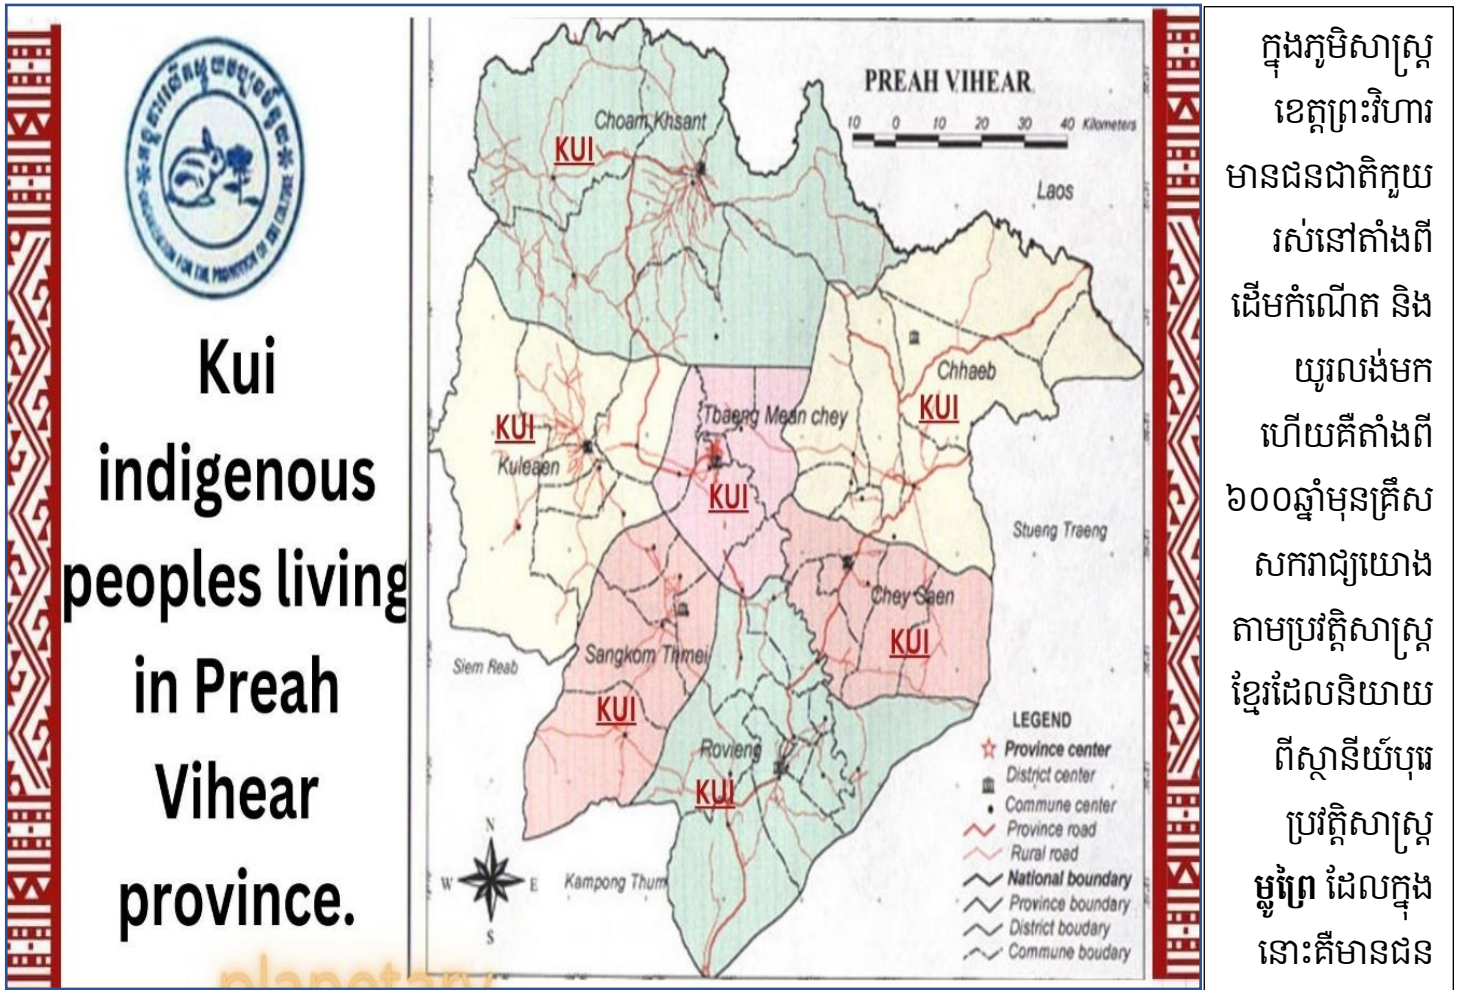 ORGANIZATION FOR THE PROMOTION OF KUI CULTURE
Kui
indigenous
peoples living
in Preah
Vihear
province.
planetary
PREAH VIHEAR
10 0 10 20 30 40 Kilometers
Choam Khsant
KUI
Laos
Chhaeb
KUI
Tbaeng Mean chey
KUI
KUI
Kuleaen
Stueng Traeng
Chey Saen
KUI
Sangkom Thmei
KUI
Siem Reab
Rovieng
KUI
Kampong Thum
N
W E
S
LEGEND
Province center
District center
Commune center
Province road
Rural road
National boundary
Province boundary
District boudary
Commune boudary
ក្នុងភូមិសាស្ត្រ
ខេត្តព្រះវិហារ
មានជនជាតិកួយ
រស់នៅតាំងពី
ដើមកំណើត និង
យូរលង់មក
ហើយគឺតាំងពី
៦០០ឆ្នាំមុនគ្រឹស
សករាជ្យយោង
តាមប្រវត្តិសាស្ត្រ
ខ្មែរដែលនិយាយ
ពីស្ថានីយ៍បុរេ
ប្រវត្តិសាស្ត្រ
ម្លូព្រៃ ដែលក្នុង
នោះគឺមានជន